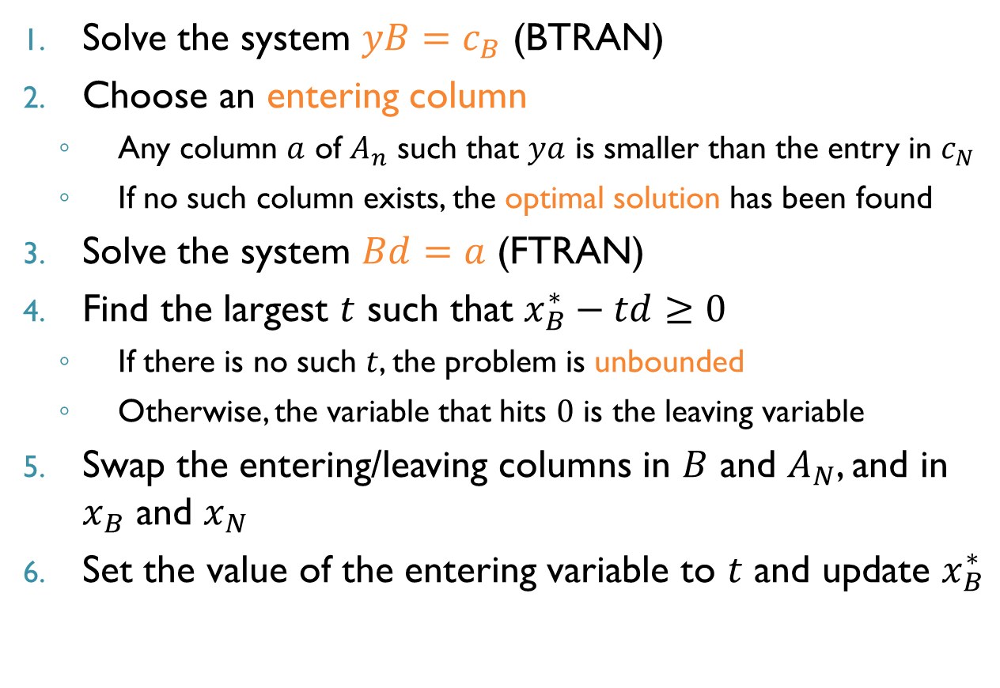 1. Solve the system yB = c_B (BTRAN)
2. Choose an entering column
◦ Any column a of A_n such that ya is smaller than the entry in c_N
◦ If no such column exists, the optimal solution has been found
3. Solve the system Bd = a (FTRAN)
4. Find the largest t such that x_B^* − td ≥ 0
◦ If there is no such t, the problem is unbounded
◦ Otherwise, the variable that hits 0 is the leaving variable
5. Swap the entering/leaving columns in B and A_N, and in
x_B and x_N
6. Set the value of the entering variable to t and update x_B^*